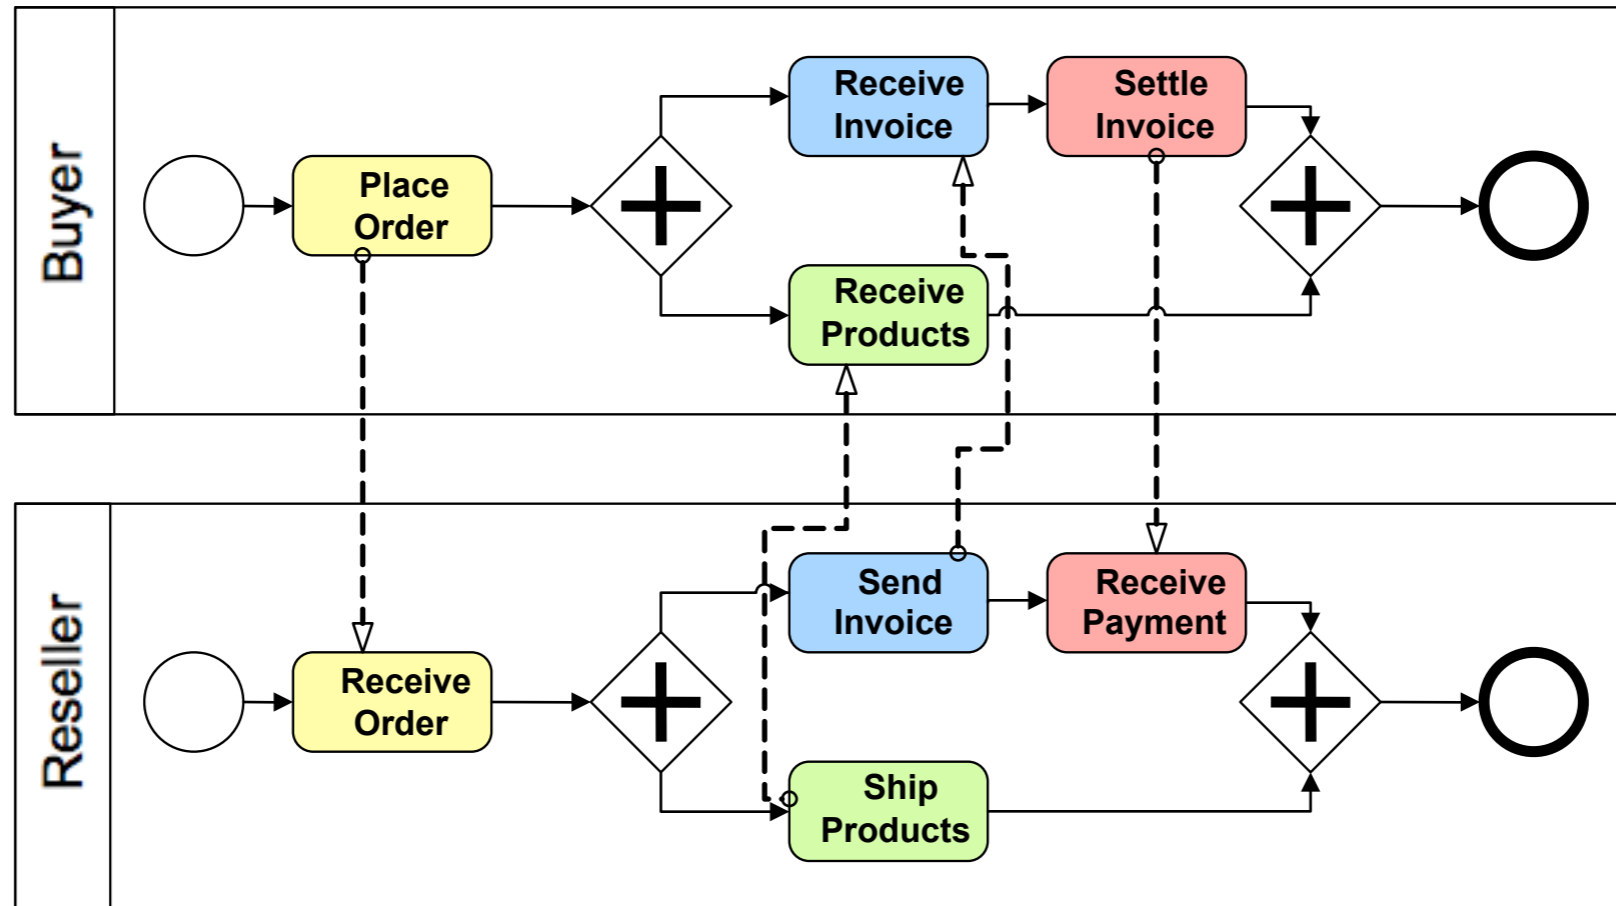 Buyer
Place
Order
Receive
Invoice
Settle
Invoice
Receive
Products
Reseller
Receive
Order
Send
Invoice
Receive
Payment
Ship
Products